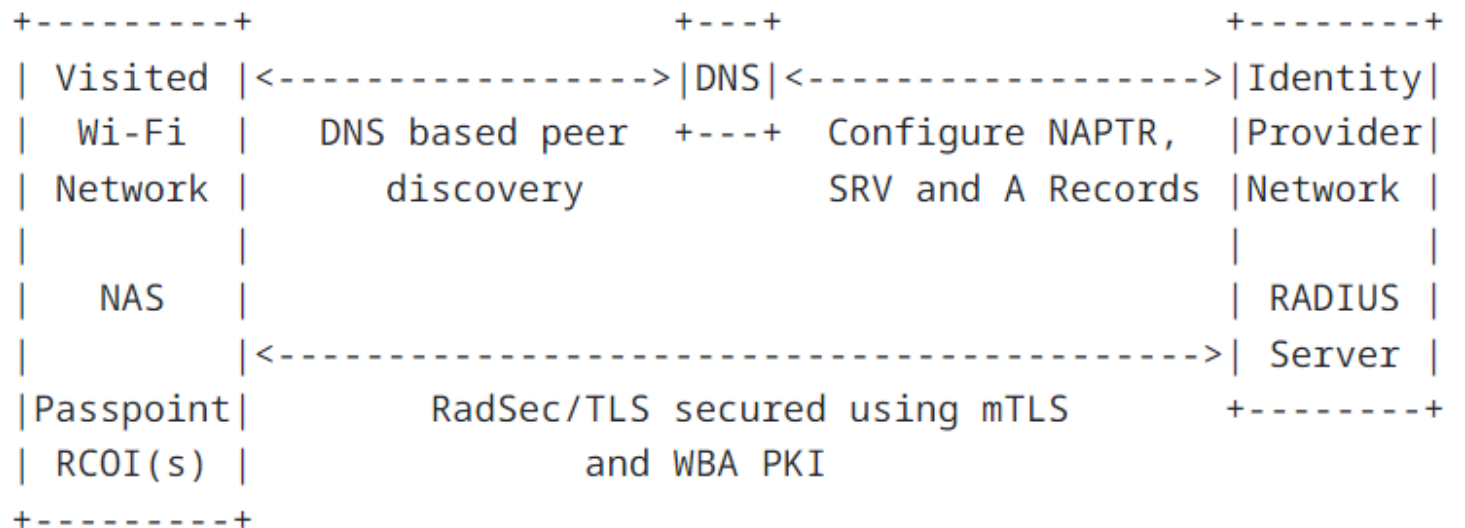 +---------+                    +---+                    +--------+
| Visited |<------------------>|DNS|<------------------>|Identity|
|  Wi-Fi  |   DNS based peer   +---+  Configure NAPTR,  |Provider|
| Network |      discovery            SRV and A Records |Network |
|         |                                             |        |
|   NAS   |                                             | RADIUS |
|         |<------------------------------------------->| Server |
|Passpoint|         RadSec/TLS secured using mTLS       +--------+
| RCOI(s) |                and WBA PKI
+---------+